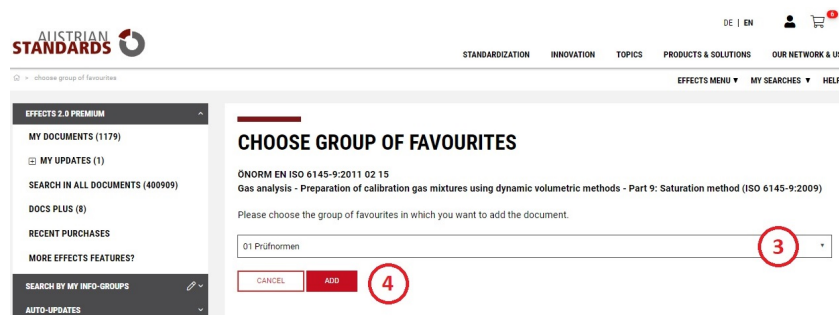 DE | EN
6
AUSTRIAN
STANDARDS
STANDARDIZATION INNOVATION TOPICS PRODUCTS & SOLUTIONS OUR NETWORK & US
choose group of favourites
EFFECTS MENU ▼ MY SEARCHES ▼ HELP
EFFECTS 2.0 PREMIUM
MY DOCUMENTS (1179)
MY UPDATES (1)
SEARCH IN ALL DOCUMENTS (400909)
DOCS PLUS (8)
RECENT PURCHASES
MORE EFFECTS FEATURES?
SEARCH BY MY INFO-GROUPS
AUTO-UPDATES
CHOOSE GROUP OF FAVOURITES
ÖNORM EN ISO 6145-9:2011 02 15
Gas analysis - Preparation of calibration gas mixtures using dynamic volumetric methods - Part 9: Saturation method (ISO 6145-9:2009)
Please choose the group of favourites in which you want to add the document.
01 Prüfnormen
3
CANCEL ADD
4